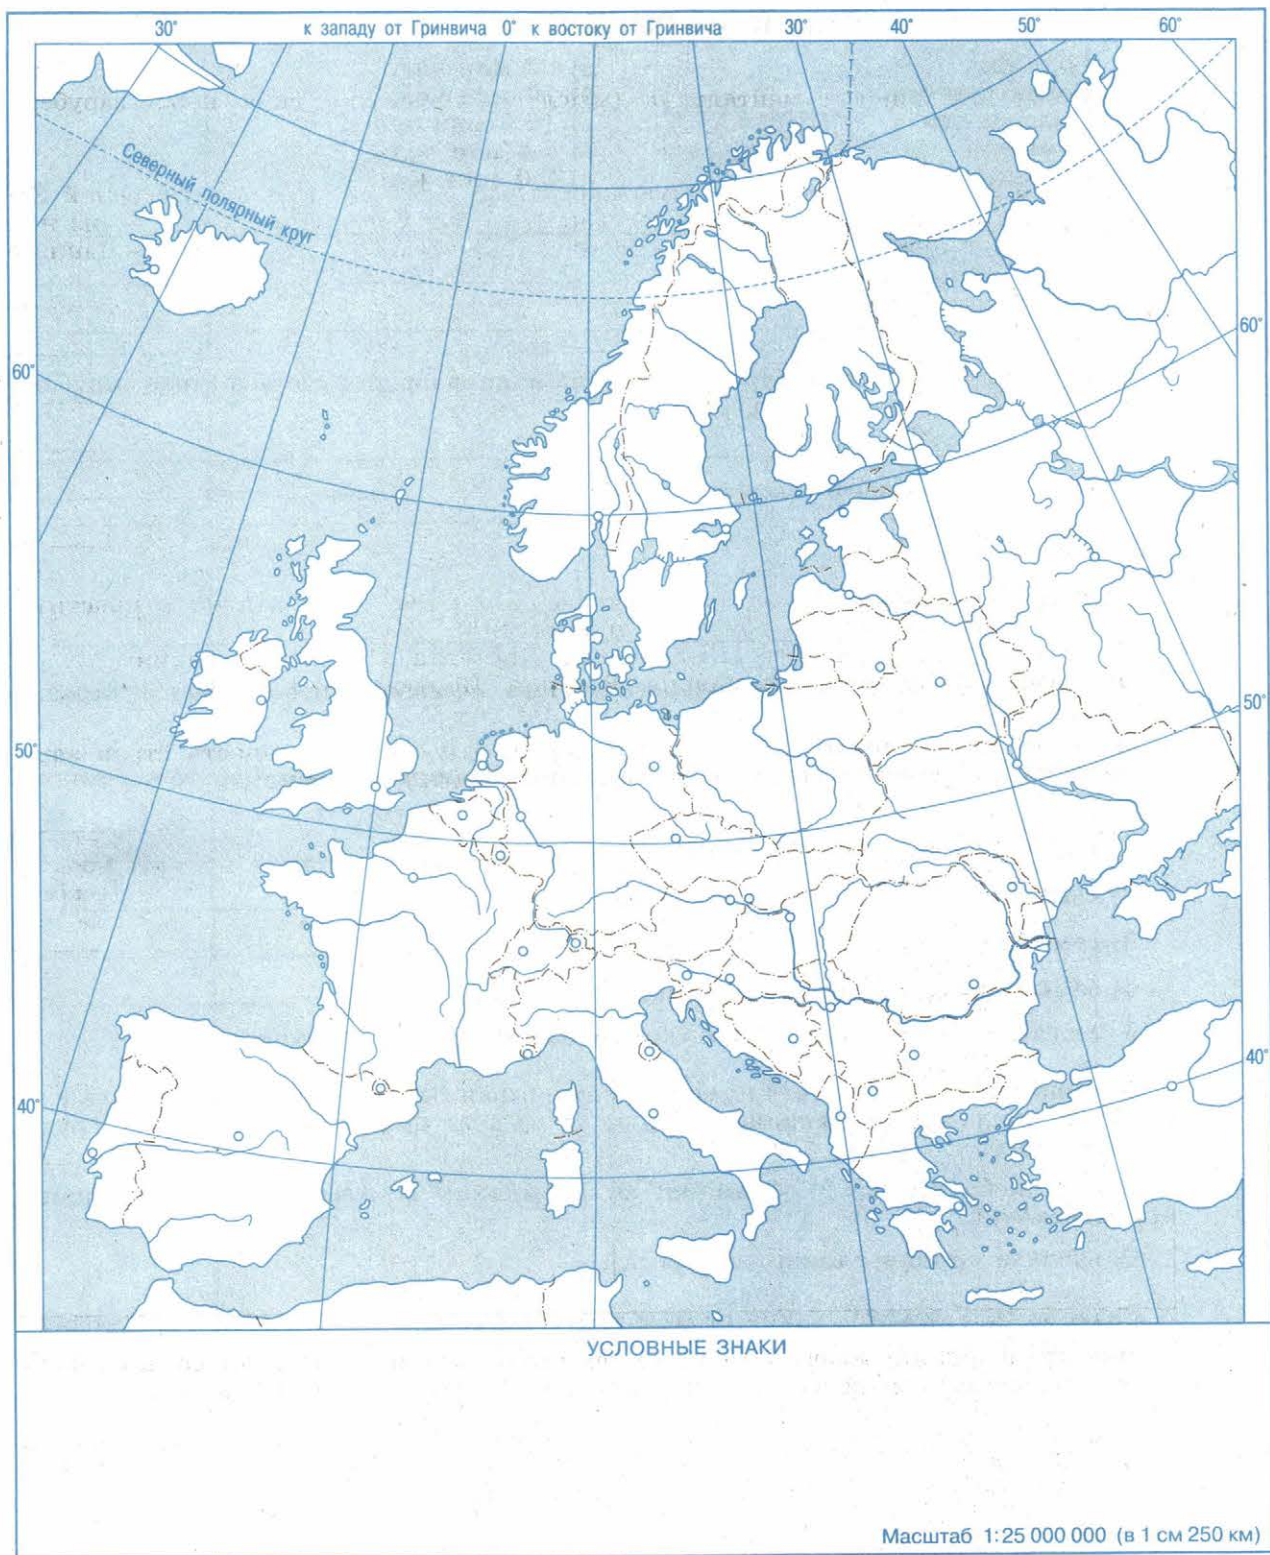 30° к западу от Гринвича 0° к востоку от Гринвича 30° 40° 50° 60°
Северный полярный круг
60° 60°
50° 50°
40° 40°
УСЛОВНЫЕ ЗНАКИ
Масштаб 1:25 000 000 (в 1 см 250 км)